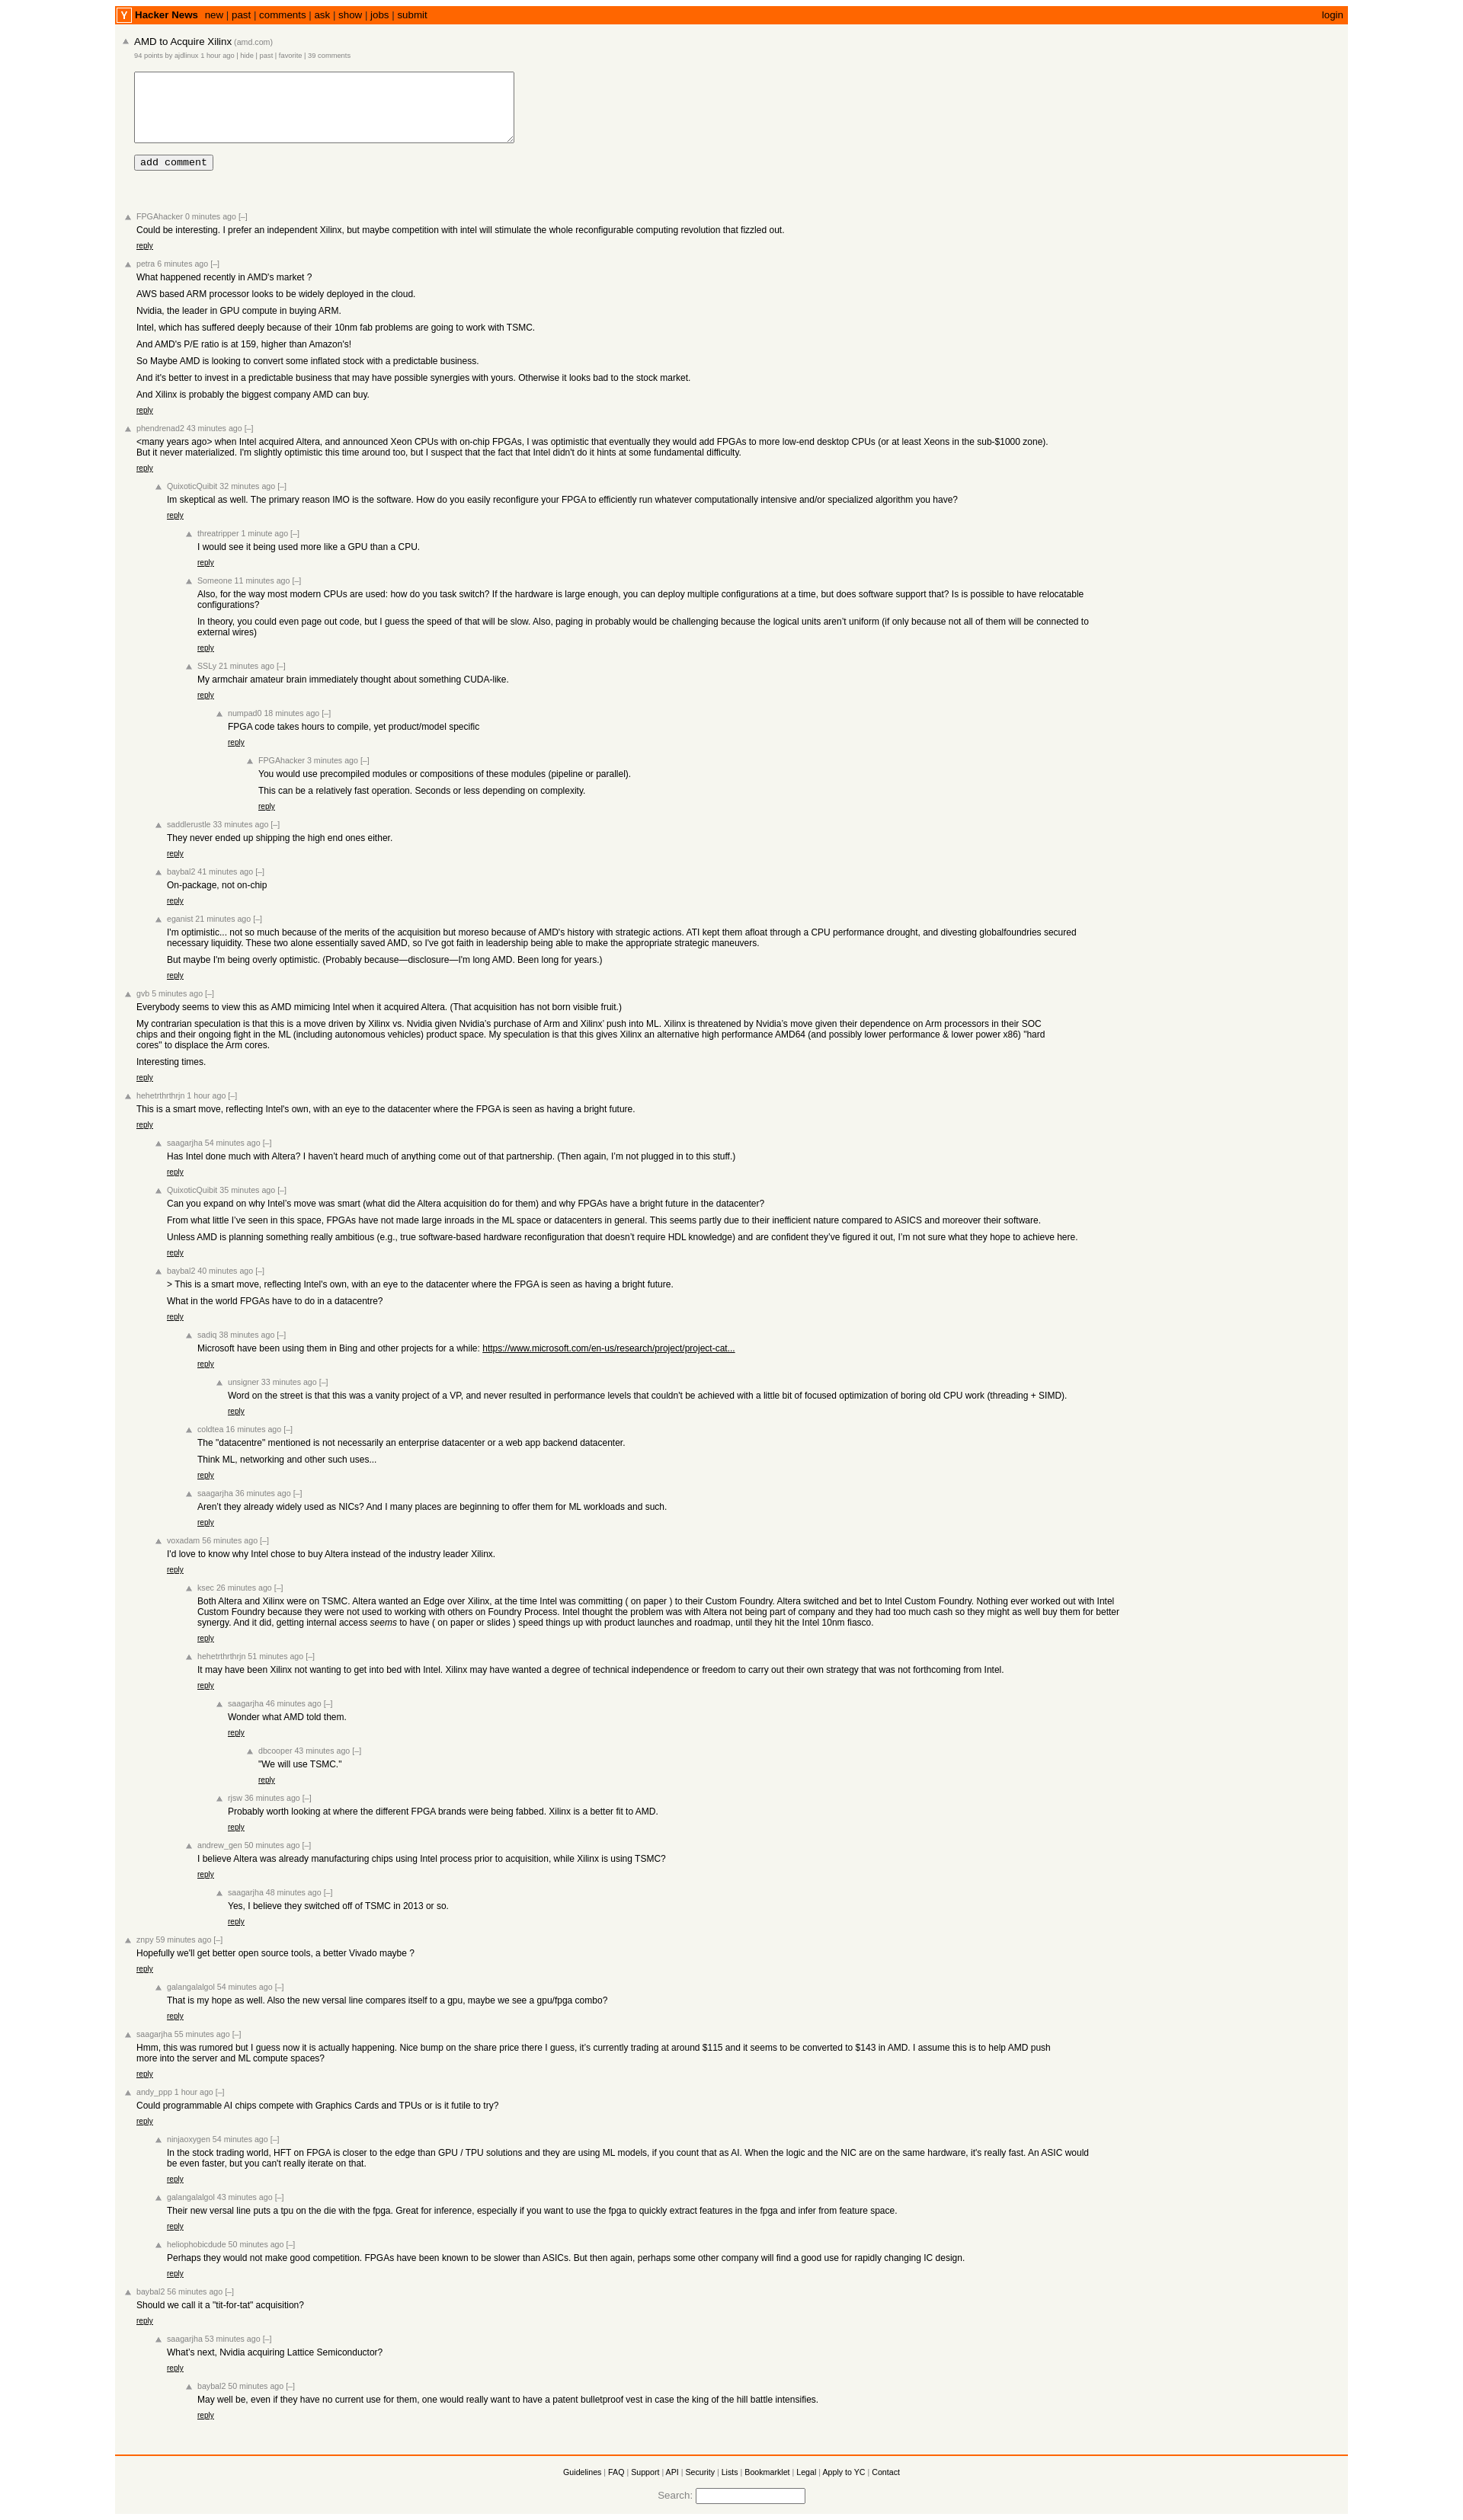 Y Hacker News new | past | comments | ask | show | jobs | submit login
AMD to Acquire Xilinx (amd.com)
94 points by ajdlinux 1 hour ago | hide | past | favorite | 39 comments
add comment
FPGAhacker 0 minutes ago [–]
Could be interesting. I prefer an independent Xilinx, but maybe competition with intel will stimulate the whole reconfigurable computing revolution that fizzled out.
reply
petra 6 minutes ago [–]
What happened recently in AMD's market ?
AWS based ARM processor looks to be widely deployed in the cloud.
Nvidia, the leader in GPU compute in buying ARM.
Intel, which has suffered deeply because of their 10nm fab problems are going to work with TSMC.
And AMD's P/E ratio is at 159, higher than Amazon's!
So Maybe AMD is looking to convert some inflated stock with a predictable business.
And it's better to invest in a predictable business that may have possible synergies with yours. Otherwise it looks bad to the stock market.
And Xilinx is probably the biggest company AMD can buy.
reply
phendrenad2 43 minutes ago [–]
<many years ago> when Intel acquired Altera, and announced Xeon CPUs with on-chip FPGAs, I was optimistic that eventually they would add FPGAs to more low-end desktop CPUs (or at least Xeons in the sub-$1000 zone).
But it never materialized. I'm slightly optimistic this time around too, but I suspect that the fact that Intel didn't do it hints at some fundamental difficulty.
reply
QuixoticQuibit 32 minutes ago [–]
Im skeptical as well. The primary reason IMO is the software. How do you easily reconfigure your FPGA to efficiently run whatever computationally intensive and/or specialized algorithm you have?
reply
threatripper 1 minute ago [–]
I would see it being used more like a GPU than a CPU.
reply
Someone 11 minutes ago [–]
Also, for the way most modern CPUs are used: how do you task switch? If the hardware is large enough, you can deploy multiple configurations at a time, but does software support that? Is is possible to have relocatable
configurations?
In theory, you could even page out code, but I guess the speed of that will be slow. Also, paging in probably would be challenging because the logical units aren’t uniform (if only because not all of them will be connected to
external wires)
reply
SSLy 21 minutes ago [–]
My armchair amateur brain immediately thought about something CUDA-like.
reply
numpad0 18 minutes ago [–]
FPGA code takes hours to compile, yet product/model specific
reply
FPGAhacker 3 minutes ago [–]
You would use precompiled modules or compositions of these modules (pipeline or parallel).
This can be a relatively fast operation. Seconds or less depending on complexity.
reply
saddlerustle 33 minutes ago [–]
They never ended up shipping the high end ones either.
reply
baybal2 41 minutes ago [–]
On-package, not on-chip
reply
eganist 21 minutes ago [–]
I'm optimistic... not so much because of the merits of the acquisition but moreso because of AMD's history with strategic actions. ATI kept them afloat through a CPU performance drought, and divesting globalfoundries secured
necessary liquidity. These two alone essentially saved AMD, so I've got faith in leadership being able to make the appropriate strategic maneuvers.
But maybe I'm being overly optimistic. (Probably because—disclosure—I'm long AMD. Been long for years.)
reply
gvb 5 minutes ago [–]
Everybody seems to view this as AMD mimicing Intel when it acquired Altera. (That acquisition has not born visible fruit.)
My contrarian speculation is that this is a move driven by Xilinx vs. Nvidia given Nvidia's purchase of Arm and Xilinx' push into ML. Xilinx is threatened by Nvidia's move given their dependence on Arm processors in their SOC
chips and their ongoing fight in the ML (including autonomous vehicles) product space. My speculation is that this gives Xilinx an alternative high performance AMD64 (and possibly lower performance & lower power x86) "hard
cores" to displace the Arm cores.
Interesting times.
reply
hehetrthrthrjn 1 hour ago [–]
This is a smart move, reflecting Intel's own, with an eye to the datacenter where the FPGA is seen as having a bright future.
reply
saagarjha 54 minutes ago [–]
Has Intel done much with Altera? I haven’t heard much of anything come out of that partnership. (Then again, I’m not plugged in to this stuff.)
reply
QuixoticQuibit 35 minutes ago [–]
Can you expand on why Intel’s move was smart (what did the Altera acquisition do for them) and why FPGAs have a bright future in the datacenter?
From what little I’ve seen in this space, FPGAs have not made large inroads in the ML space or datacenters in general. This seems partly due to their inefficient nature compared to ASICS and moreover their software.
Unless AMD is planning something really ambitious (e.g., true software-based hardware reconfiguration that doesn’t require HDL knowledge) and are confident they’ve figured it out, I’m not sure what they hope to achieve here.
reply
baybal2 40 minutes ago [–]
> This is a smart move, reflecting Intel's own, with an eye to the datacenter where the FPGA is seen as having a bright future.
What in the world FPGAs have to do in a datacentre?
reply
sadiq 38 minutes ago [–]
Microsoft have been using them in Bing and other projects for a while: https://www.microsoft.com/en-us/research/project/project-cat...
reply
unsigner 33 minutes ago [–]
Word on the street is that this was a vanity project of a VP, and never resulted in performance levels that couldn't be achieved with a little bit of focused optimization of boring old CPU work (threading + SIMD).
reply
coldtea 16 minutes ago [–]
The "datacentre" mentioned is not necessarily an enterprise datacenter or a web app backend datacenter.
Think ML, networking and other such uses...
reply
saagarjha 36 minutes ago [–]
Aren’t they already widely used as NICs? And I many places are beginning to offer them for ML workloads and such.
reply
voxadam 56 minutes ago [–]
I'd love to know why Intel chose to buy Altera instead of the industry leader Xilinx.
reply
ksec 26 minutes ago [–]
Both Altera and Xilinx were on TSMC. Altera wanted an Edge over Xilinx, at the time Intel was committing ( on paper ) to their Custom Foundry. Altera switched and bet to Intel Custom Foundry. Nothing ever worked out with Intel
Custom Foundry because they were not used to working with others on Foundry Process. Intel thought the problem was with Altera not being part of company and they had too much cash so they might as well buy them for better
synergy. And it did, getting internal access seems to have ( on paper or slides ) speed things up with product launches and roadmap, until they hit the Intel 10nm fiasco.
reply
hehetrthrthrjn 51 minutes ago [–]
It may have been Xilinx not wanting to get into bed with Intel. Xilinx may have wanted a degree of technical independence or freedom to carry out their own strategy that was not forthcoming from Intel.
reply
saagarjha 46 minutes ago [–]
Wonder what AMD told them.
reply
dbcooper 43 minutes ago [–]
"We will use TSMC."
reply
rjsw 36 minutes ago [–]
Probably worth looking at where the different FPGA brands were being fabbed. Xilinx is a better fit to AMD.
reply
andrew_gen 50 minutes ago [–]
I believe Altera was already manufacturing chips using Intel process prior to acquisition, while Xilinx is using TSMC?
reply
saagarjha 48 minutes ago [–]
Yes, I believe they switched off of TSMC in 2013 or so.
reply
znpy 59 minutes ago [–]
Hopefully we'll get better open source tools, a better Vivado maybe ?
reply
galangalalgol 54 minutes ago [–]
That is my hope as well. Also the new versal line compares itself to a gpu, maybe we see a gpu/fpga combo?
reply
saagarjha 55 minutes ago [–]
Hmm, this was rumored but I guess now it is actually happening. Nice bump on the share price there I guess, it’s currently trading at around $115 and it seems to be converted to $143 in AMD. I assume this is to help AMD push
more into the server and ML compute spaces?
reply
andy_ppp 1 hour ago [–]
Could programmable AI chips compete with Graphics Cards and TPUs or is it futile to try?
reply
ninjaoxygen 54 minutes ago [–]
In the stock trading world, HFT on FPGA is closer to the edge than GPU / TPU solutions and they are using ML models, if you count that as AI. When the logic and the NIC are on the same hardware, it's really fast. An ASIC would
be even faster, but you can't really iterate on that.
reply
galangalalgol 43 minutes ago [–]
Their new versal line puts a tpu on the die with the fpga. Great for inference, especially if you want to use the fpga to quickly extract features in the fpga and infer from feature space.
reply
heliophobicdude 50 minutes ago [–]
Perhaps they would not make good competition. FPGAs have been known to be slower than ASICs. But then again, perhaps some other company will find a good use for rapidly changing IC design.
reply
baybal2 56 minutes ago [–]
Should we call it a "tit-for-tat" acquisition?
reply
saagarjha 53 minutes ago [–]
What’s next, Nvidia acquiring Lattice Semiconductor?
reply
baybal2 50 minutes ago [–]
May well be, even if they have no current use for them, one would really want to have a patent bulletproof vest in case the king of the hill battle intensifies.
reply
Guidelines | FAQ | Support | API | Security | Lists | Bookmarklet | Legal | Apply to YC | Contact
Search: